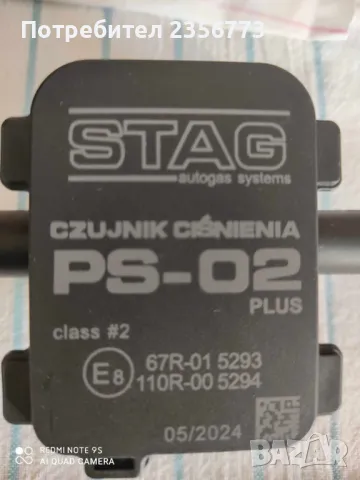 Потребител 2356773
STAG
autogas systems
CZUJNIK CIŚNIENIA
PS-02
PLUS
class #2
E8
67R-01 5293
110R-00 5294
05/2024
REDMI NOTE 9S
AI QUAD CAMERA
BAZAR